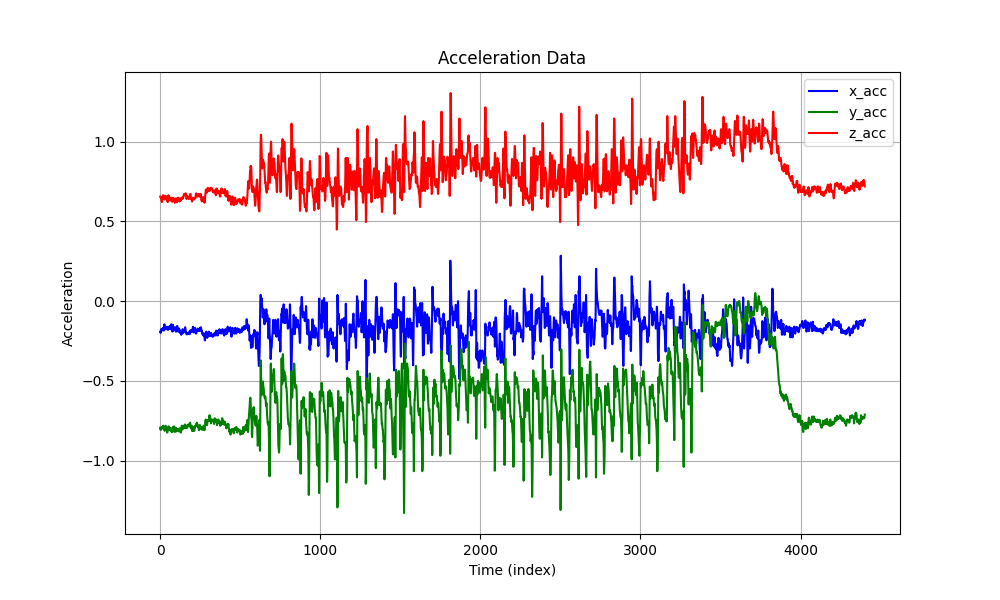 Acceleration Data
x_acc
y_acc
z_acc
Acceleration
1.0
0.5
0.0
−0.5
−1.0
0
1000
2000
3000
4000
Time (index)